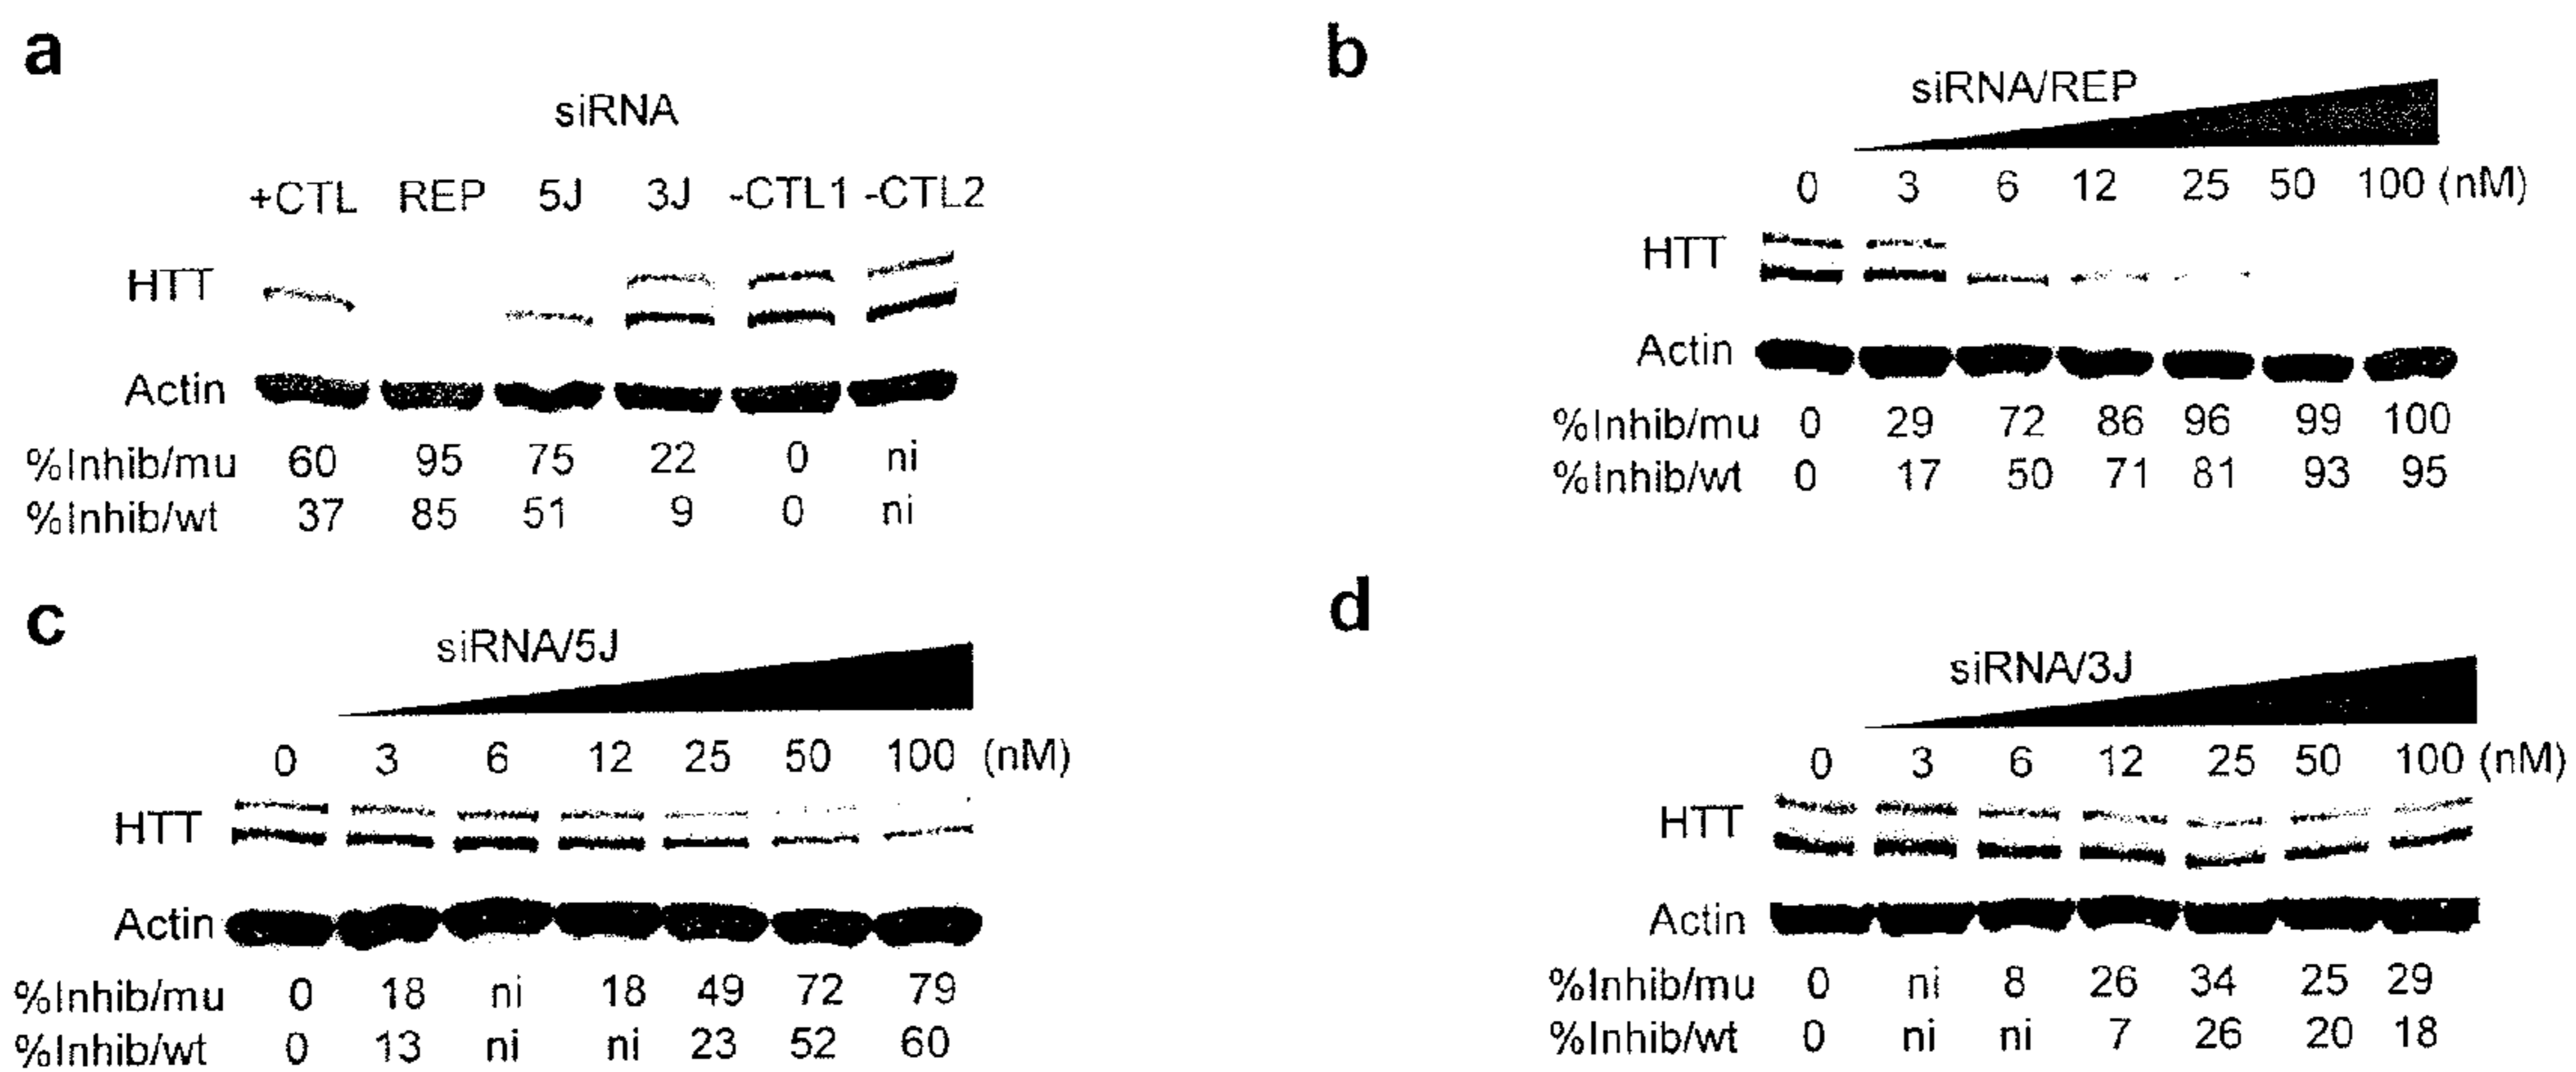 a
siRNA
+CTL REP 5J 3J -CTL1 -CTL2
HTT
Actin
%Inhib/mu 60 95 75 22 0 ni
%Inhib/wt 37 85 51 9 0 ni
b
siRNA/REP
0 3 6 12 25 50 100 (nM)
HTT
Actin
%Inhib/mu 0 29 72 86 96 99 100
%Inhib/wt 0 17 50 71 81 93 95
c
siRNA/5J
0 3 6 12 25 50 100 (nM)
HTT
Actin
%Inhib/mu 0 18 ni 18 49 72 79
%Inhib/wt 0 13 ni ni 23 52 60
d
siRNA/3J
0 3 6 12 25 50 100 (nM)
HTT
Actin
%Inhib/mu 0 ni 8 26 34 25 29
%Inhib/wt 0 ni ni 7 26 20 18